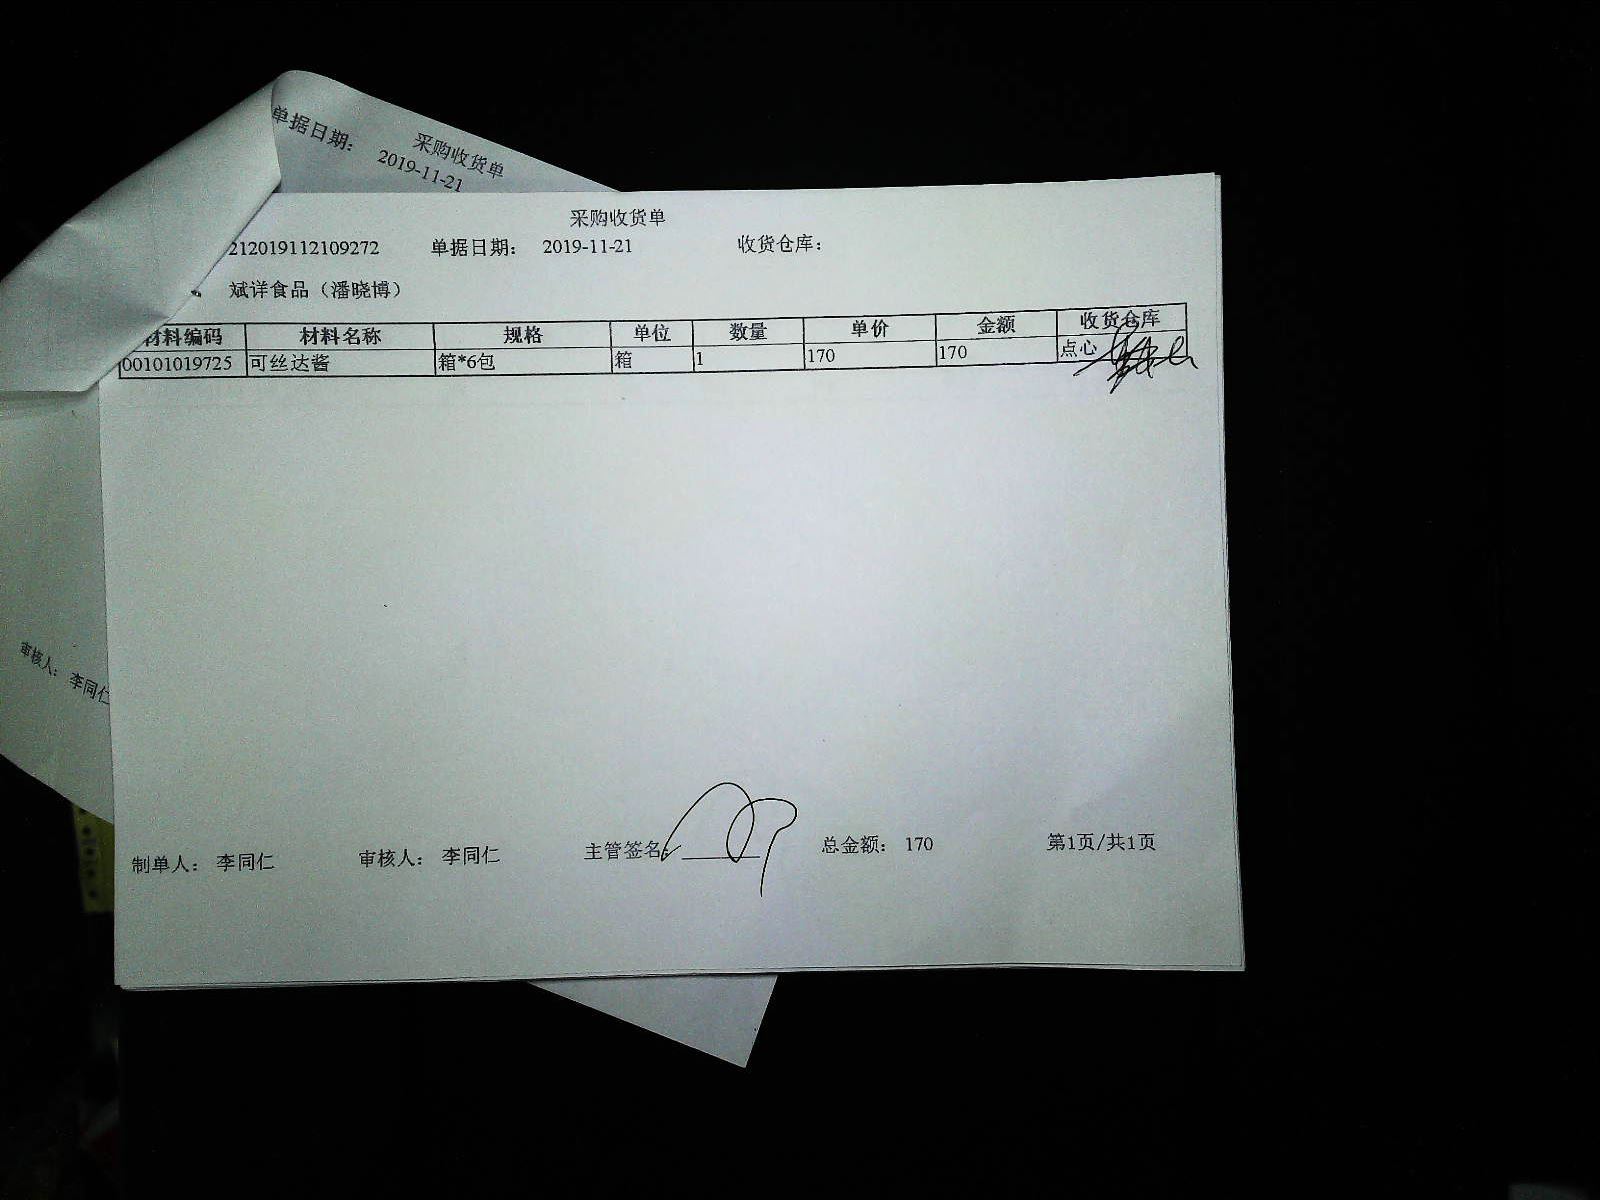 单据日期：
采购收货单
2019-11-21
采购收货单
212019112109272 单据日期： 2019-11-21 收货仓库：
斌详食品（潘晓博）
材料编码 材料名称 规格 单位 数量 单价 金额 收货仓库
00101019725 可丝达酱 箱*6包 箱 1 170 170 点心
审核人： 李同仁
制单人： 李同仁 审核人： 李同仁 主管签名： 总金额： 170 第1页/共1页